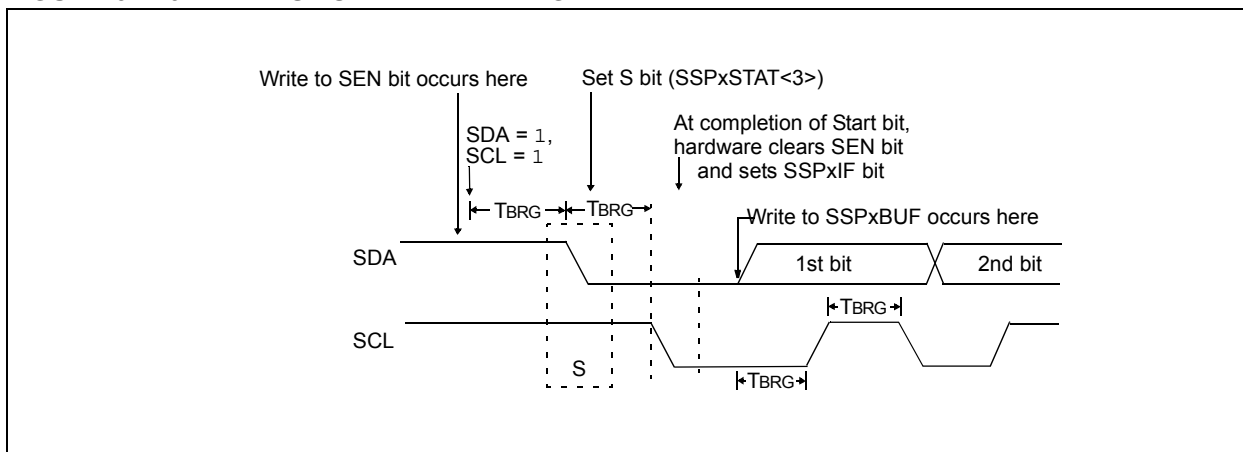 Write to SEN bit occurs here
Set S bit (SSPxSTAT<3>)
SDA = 1,
SCL = 1
At completion of Start bit,
hardware clears SEN bit
and sets SSPxIF bit
TBRG
TBRG
Write to SSPxBUF occurs here
SDA
1st bit
2nd bit
TBRG
SCL
S
TBRG